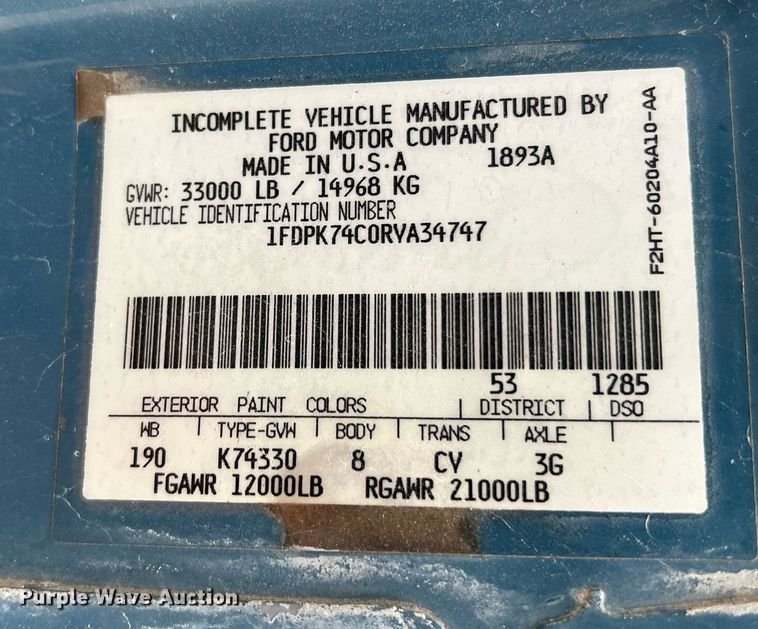 INCOMPLETE VEHICLE MANUFACTURED BY
FORD MOTOR COMPANY
MADE IN U.S.A 1893A
GVWR: 33000 LB / 14968 KG
VEHICLE IDENTIFICATION NUMBER
1FDPK74C0RVA34747
F2HT-60204A10-AA
53 1285
EXTERIOR PAINT COLORS DISTRICT DSO
WB TYPE-GVW BODY TRANS AXLE
190 K74330 8 CV 3G
FGAWR 12000LB RGAWR 21000LB
Purple Wave Auction